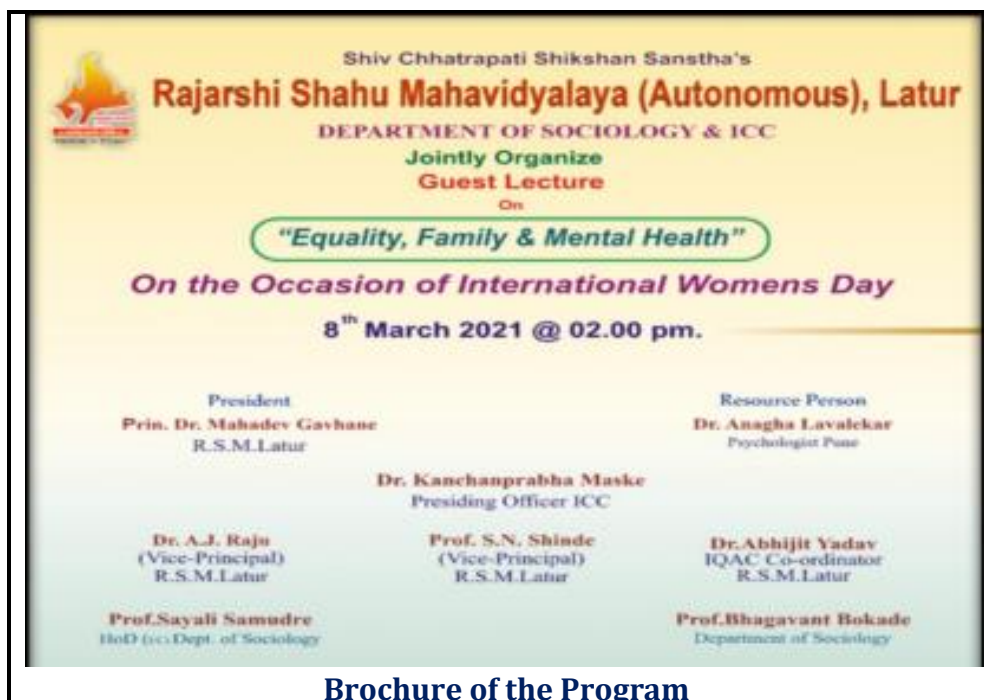 Shiv Chhatrapati Shikshan Sanstha's
Rajarshi Shahu Mahavidyalaya (Autonomous), Latur
DEPARTMENT OF SOCIOLOGY & ICC
Jointly Organize
Guest Lecture
On
"Equality, Family & Mental Health"
On the Occasion of International Womens Day
8th March 2021 @ 02.00 pm.
President
Prin. Dr. Mahadev Gavhane
R.S.M.Latur
Resource Person
Dr. Anagha Lavalekar
Psychologist Pune
Dr. Kanchanprabha Maske
Presiding Officer ICC
Dr. A.J. Raju
(Vice-Principal)
R.S.M.Latur
Prof. S.N. Shinde
(Vice-Principal)
R.S.M.Latur
Dr.Abhijit Yadav
IQAC Co-ordinator
R.S.M.Latur
Prof.Sayali Samudre
HoD Dept. of Sociology
Prof.Bhagavant Bokade
Department of Sociology
Brochure of the Program